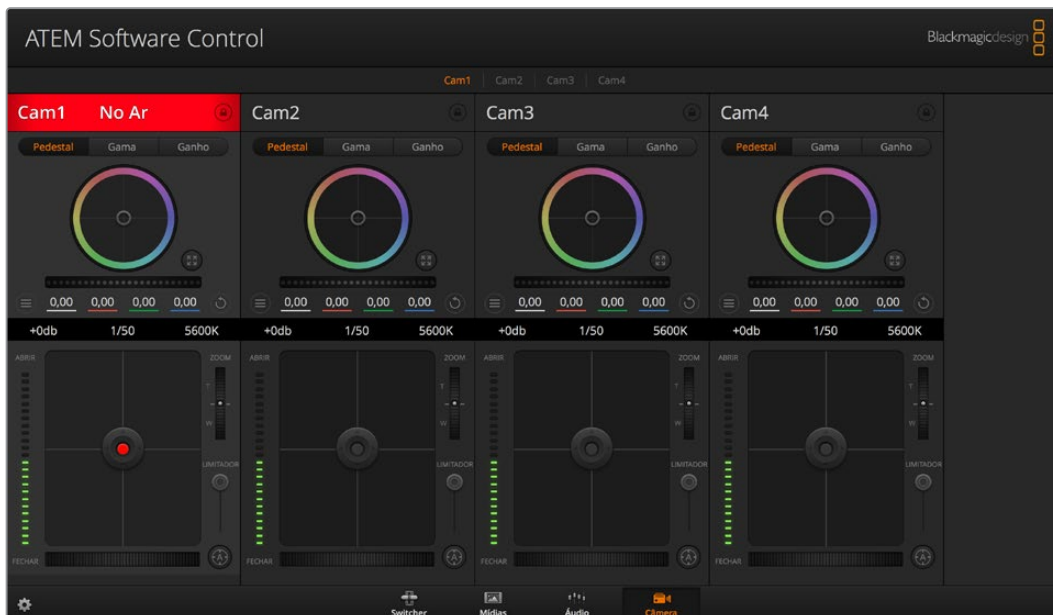 ATEM Software Control
Blackmagicdesign
Cam1 Cam2 Cam3 Cam4
Cam1 No Ar Cam2 Cam3 Cam4
Pedestal Gama Ganho Pedestal Gama Ganho Pedestal Gama Ganho Pedestal Gama Ganho
0,00 0,00 0,00 0,00 0,00 0,00 0,00 0,00 0,00 0,00 0,00 0,00 0,00 0,00 0,00 0,00
+0db 1/50 5600K +0db 1/50 5600K +0db 1/50 5600K +0db 1/50 5600K
ABRIR ZOOM ABRIR ZOOM ABRIR ZOOM ABRIR ZOOM
T T T T
W W W W
LIMITADOR LIMITADOR LIMITADOR LIMITADOR
A A A A
FECHAR FECHAR FECHAR FECHAR
Switcher Mídias Áudio Câmera